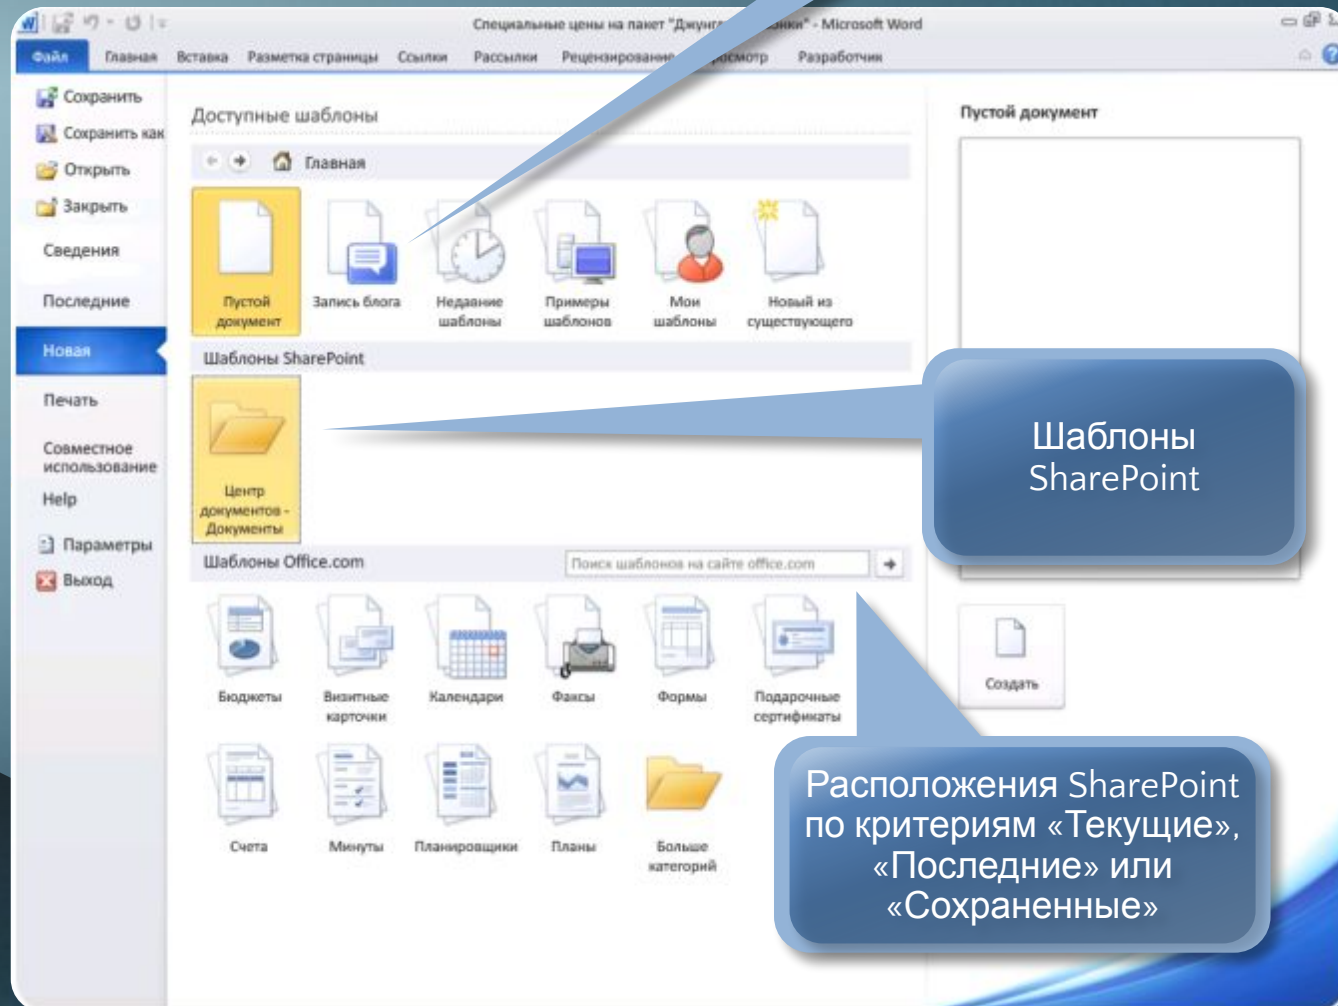 Специальные цены на пакет "Джунгл - Microsoft Word
Файл Главная Вставка Разметка страницы Ссылки Рассылки Рецензирование Разработчик
Сохранить
Сохранить как
Открыть
Закрыть
Сведения
Последние
Новая
Печать
Совместное
использование
Help
Параметры
Выход
Доступные шаблоны
Главная
Пустой
документ
Запись блога
Недавние
шаблоны
Примеры
шаблонов
Мои
шаблоны
Новый из
существующего
Шаблоны SharePoint
Центр
документов -
Документы
Шаблоны Office.com
Поиск шаблонов на сайте office.com
Бюджеты
Визитные
карточки
Календари
Факсы
Формы
Подарочные
сертификаты
Счета
Минуты
Планировщики
Планы
Больше
категорий
Пустой документ
Шаблоны
SharePoint
Создать
Расположения SharePoint
по критериям «Текущие»,
«Последние» или
«Сохраненные»